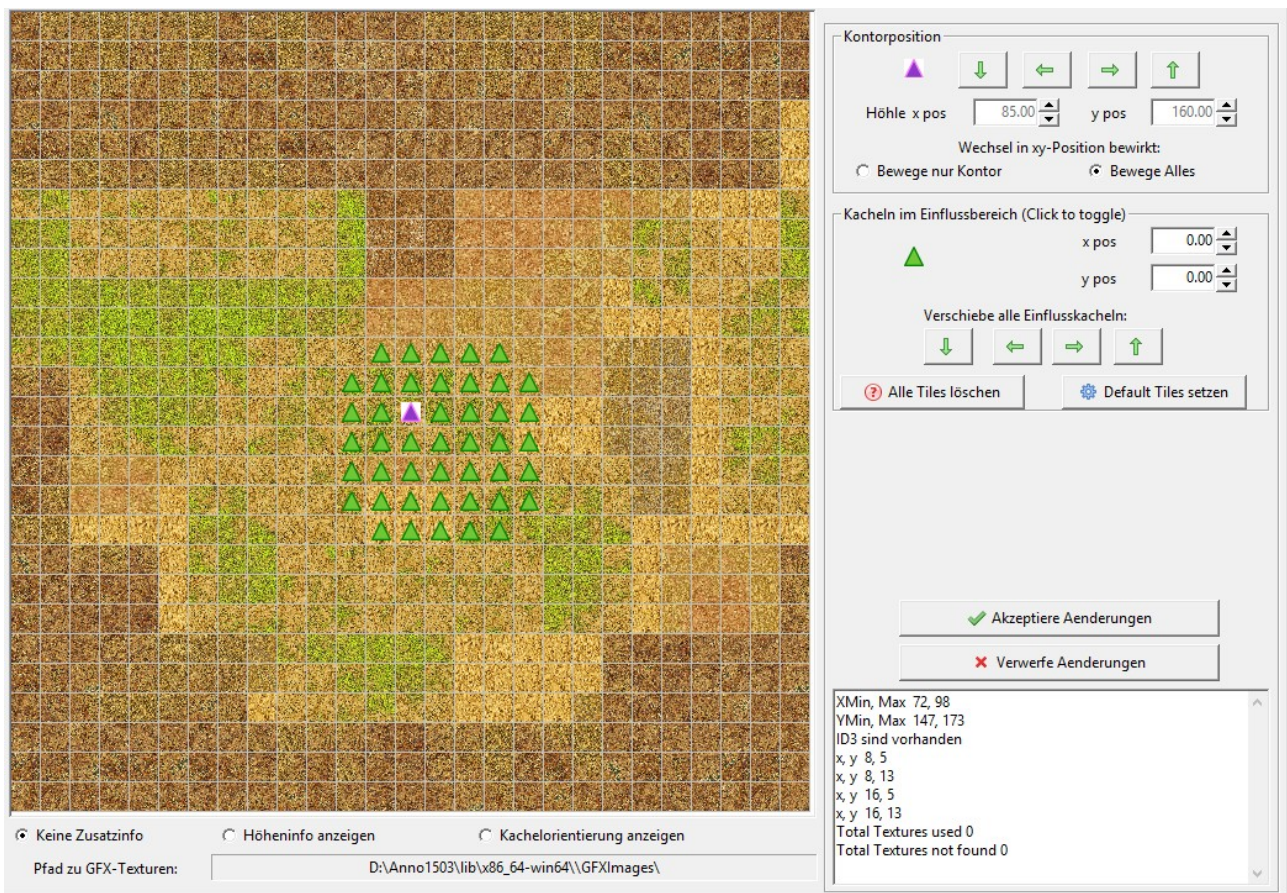 Kontorposition
Höhle x pos 85.00 y pos 160.00
Wechsel in xy-Position bewirkt:
Bewege nur Kontor Bewege Alles
Kacheln im Einflussbereich (Click to toggle)
x pos 0.00
y pos 0.00
Verschiebe alle Einflusskacheln:
Alle Tiles löschen Default Tiles setzen
Akzeptiere Aenderungen
Verwerfe Aenderungen
XMin, Max 72, 98
YMin, Max 147, 173
ID3 sind vorhanden
x, y 8, 5
x, y 8, 13
x, y 16, 5
x, y 16, 13
Total Textures used 0
Total Textures not found 0
Keine Zusatzinfo Höheninfo anzeigen Kachelorientierung anzeigen
Pfad zu GFX-Texturen: D:\Anno1503\lib\x86_64-win64\\GFXImages\